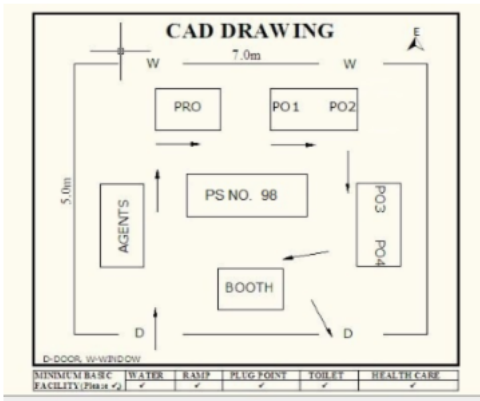 CAD DRAWING
E
7.0m
W
W
PRO
PO1 PO2
5.0m
AGENTS
PS NO. 98
PO3 PO4
BOOTH
D
D
D-DOOR, W-WINDOW
MINIMUM BASIC WATER RAMP PLUG POINT TOILET HEALTH CARE
FACILITY(Please ✓) ✓ ✓ ✓ ✓ ✓